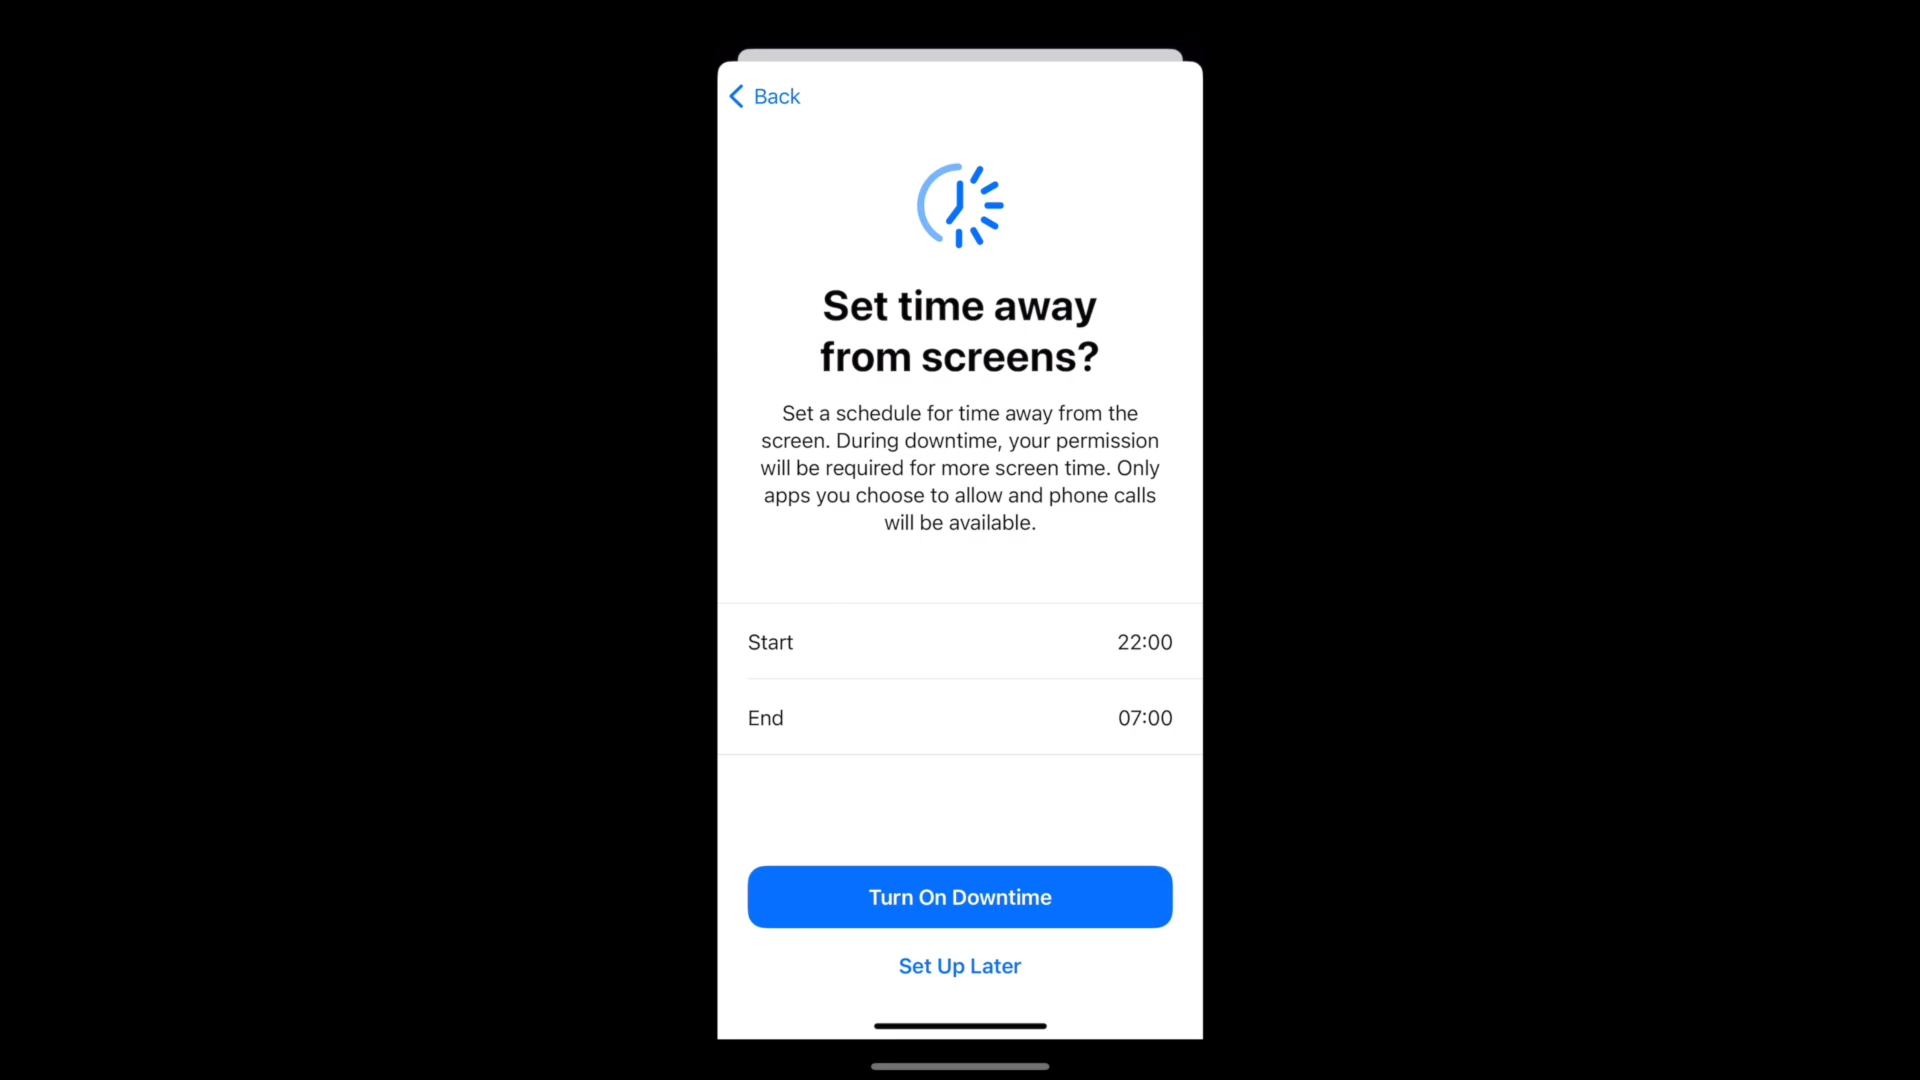 Back
Set time away
from screens?
Set a schedule for time away from the
screen. During downtime, your permission
will be required for more screen time. Only
apps you choose to allow and phone calls
will be available.
Start 22:00
End 07:00
Turn On Downtime
Set Up Later